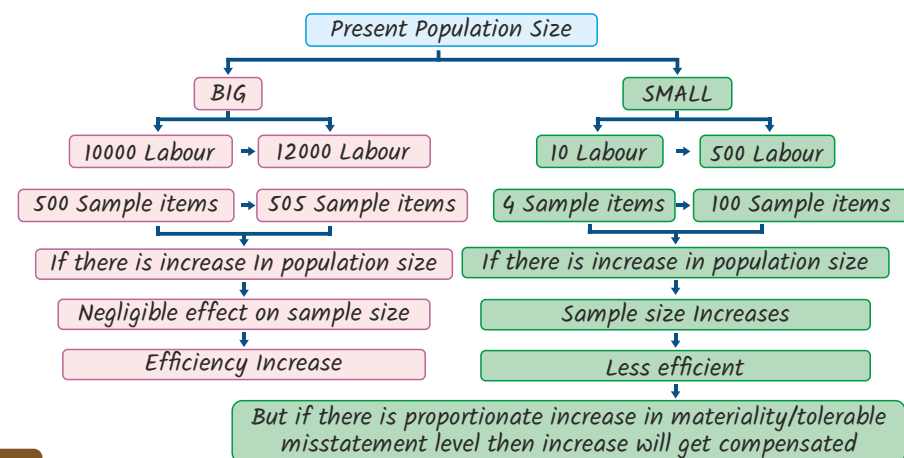 Present Population Size
BIG
SMALL
10000 Labour
12000 Labour
10 Labour
500 Labour
500 Sample items
505 Sample items
4 Sample items
100 Sample items
If there is increase In population size
If there is increase in population size
Negligible effect on sample size
Sample size Increases
Efficiency Increase
Less efficient
But if there is proportionate increase in materiality/tolerable
misstatement level then increase will get compensated